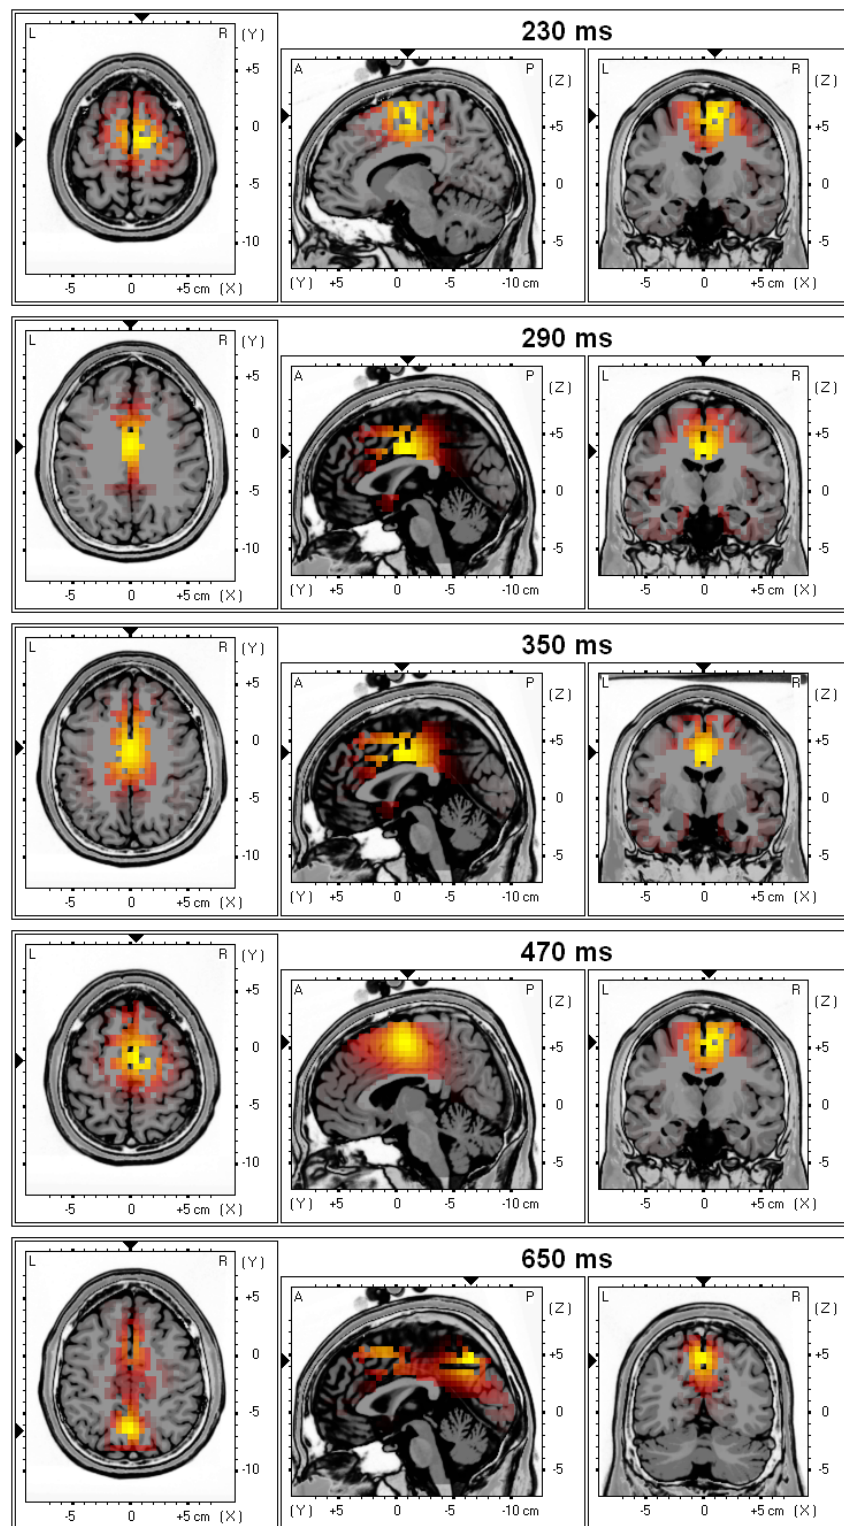 230 ms
L R (Y)
A P (Z)
L R (Z)
+5 0 -5 -10
+5 0 -5
+5 0 -5
-5 0 +5 cm (X)
(Y) +5 0 -5 -10 cm
-5 0 +5 cm (X)
290 ms
L R (Y)
A P (Z)
L R (Z)
+5 0 -5 -10
+5 0 -5
+5 0 -5
-5 0 +5 cm (X)
(Y) +5 0 -5 -10 cm
-5 0 +5 cm (X)
350 ms
L R (Y)
A P (Z)
L R (Z)
+5 0 -5 -10
+5 0 -5
+5 0 -5
-5 0 +5 cm (X)
(Y) +5 0 -5 -10 cm
-5 0 +5 cm (X)
470 ms
L R (Y)
A P (Z)
L R (Z)
+5 0 -5 -10
+5 0 -5
+5 0 -5
-5 0 +5 cm (X)
(Y) +5 0 -5 -10 cm
-5 0 +5 cm (X)
650 ms
L R (Y)
A P (Z)
L R (Z)
+5 0 -5 -10
+5 0 -5
+5 0 -5
-5 0 +5 cm (X)
(Y) +5 0 -5 -10 cm
-5 0 +5 cm (X)